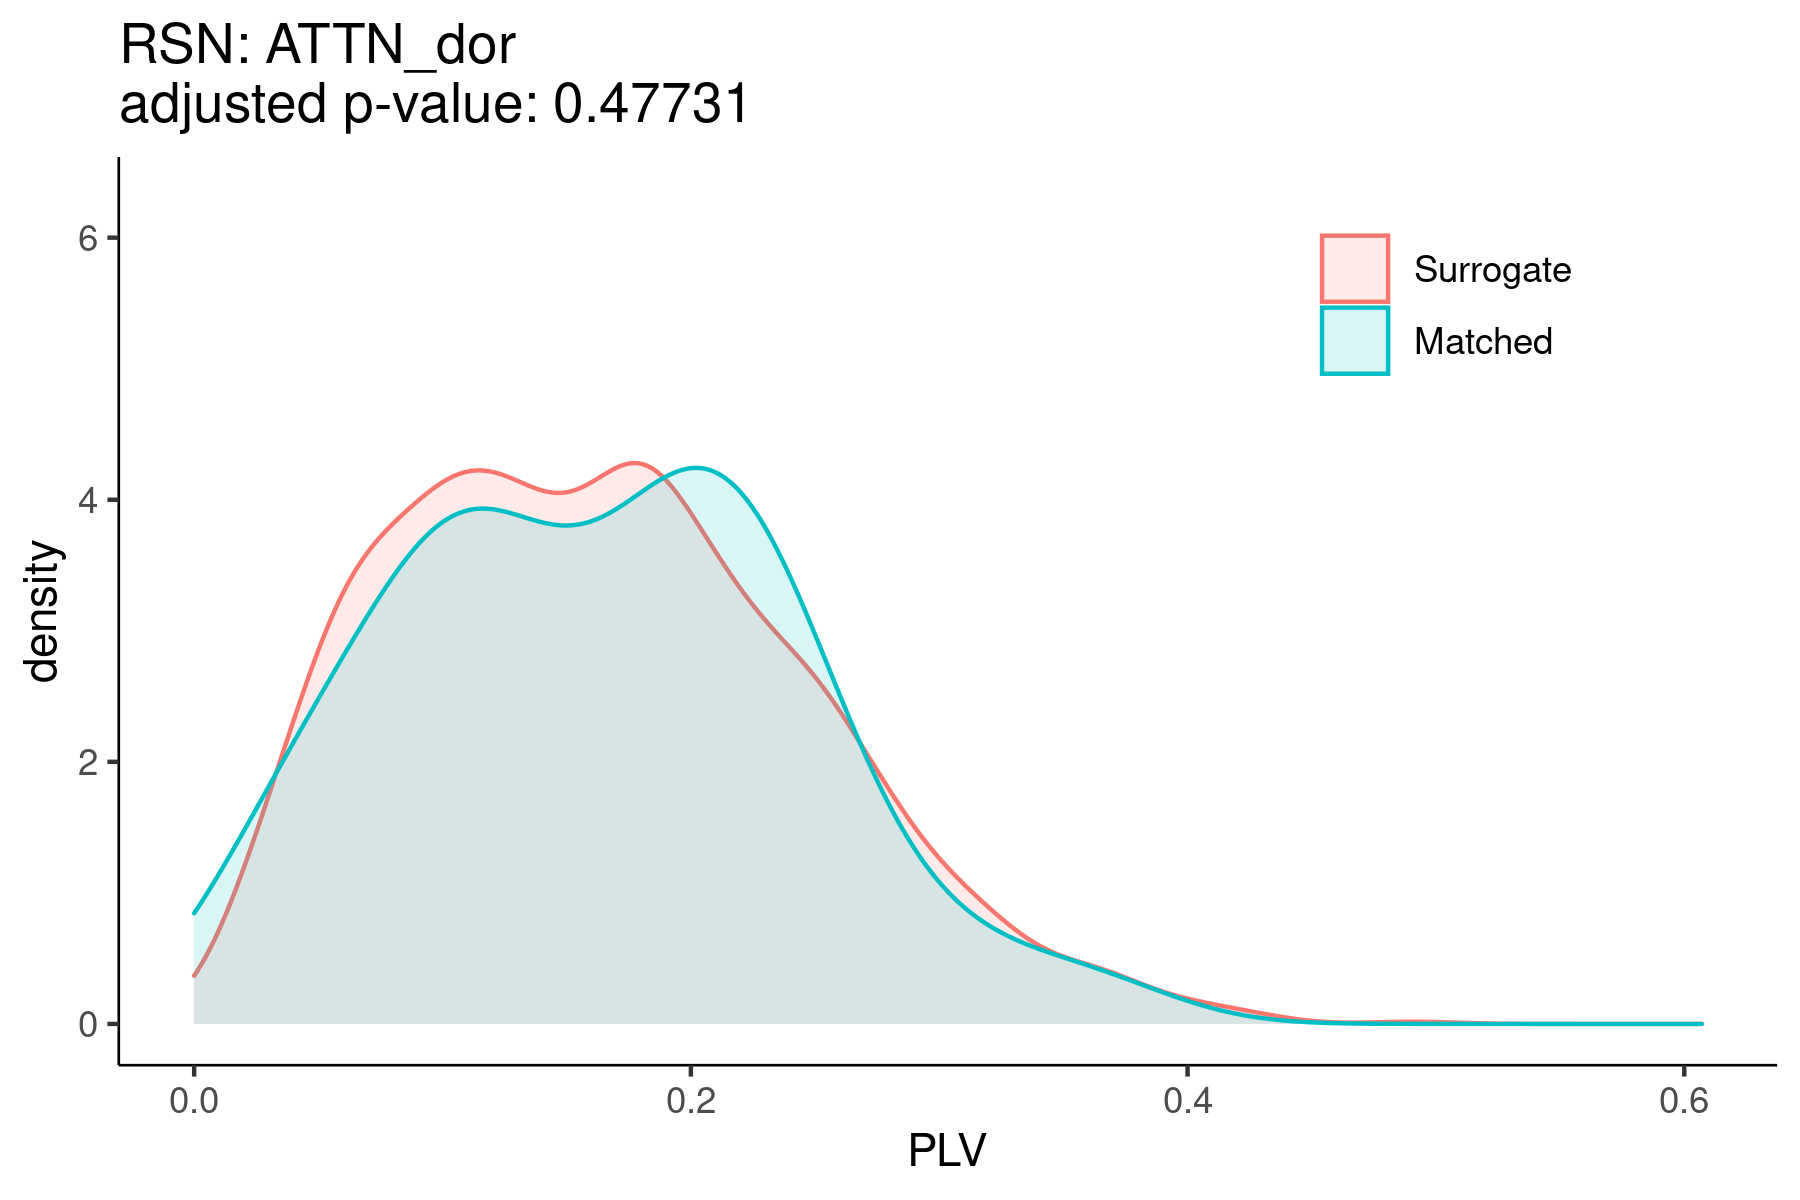 RSN: ATTN_dor
adjusted p-value: 0.47731
6
4
2
0
density
Surrogate
Matched
0.0
0.2
0.4
0.6
PLV